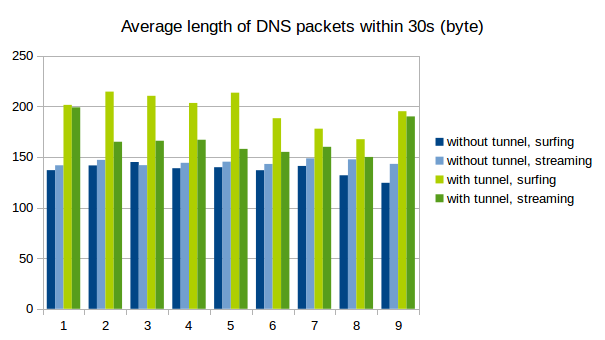 Average length of DNS packets within 30s (byte)
250
200
150
100
50
0
1 2 3 4 5 6 7 8 9
without tunnel, surfing
without tunnel, streaming
with tunnel, surfing
with tunnel, streaming